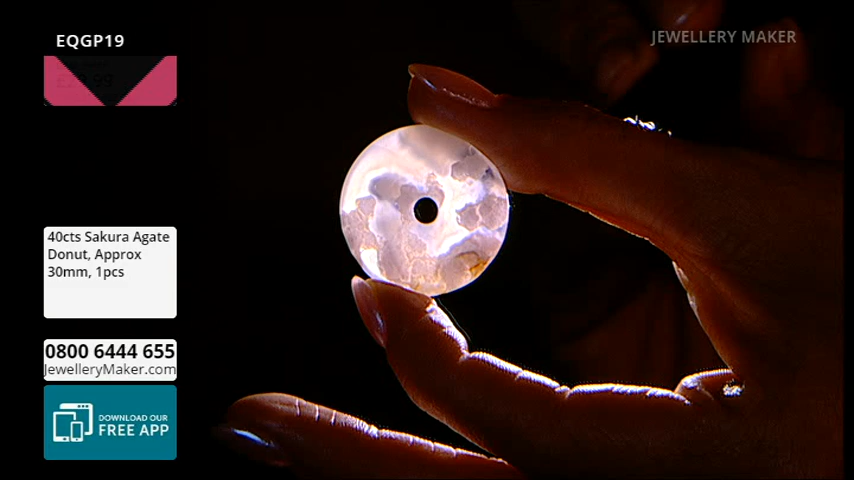 EQGP19
JEWELLERY MAKER
40cts Sakura Agate
Donut, Approx
30mm, 1pcs
0800 6444 655
JewelleryMaker.com
DOWNLOAD OUR
FREE APP